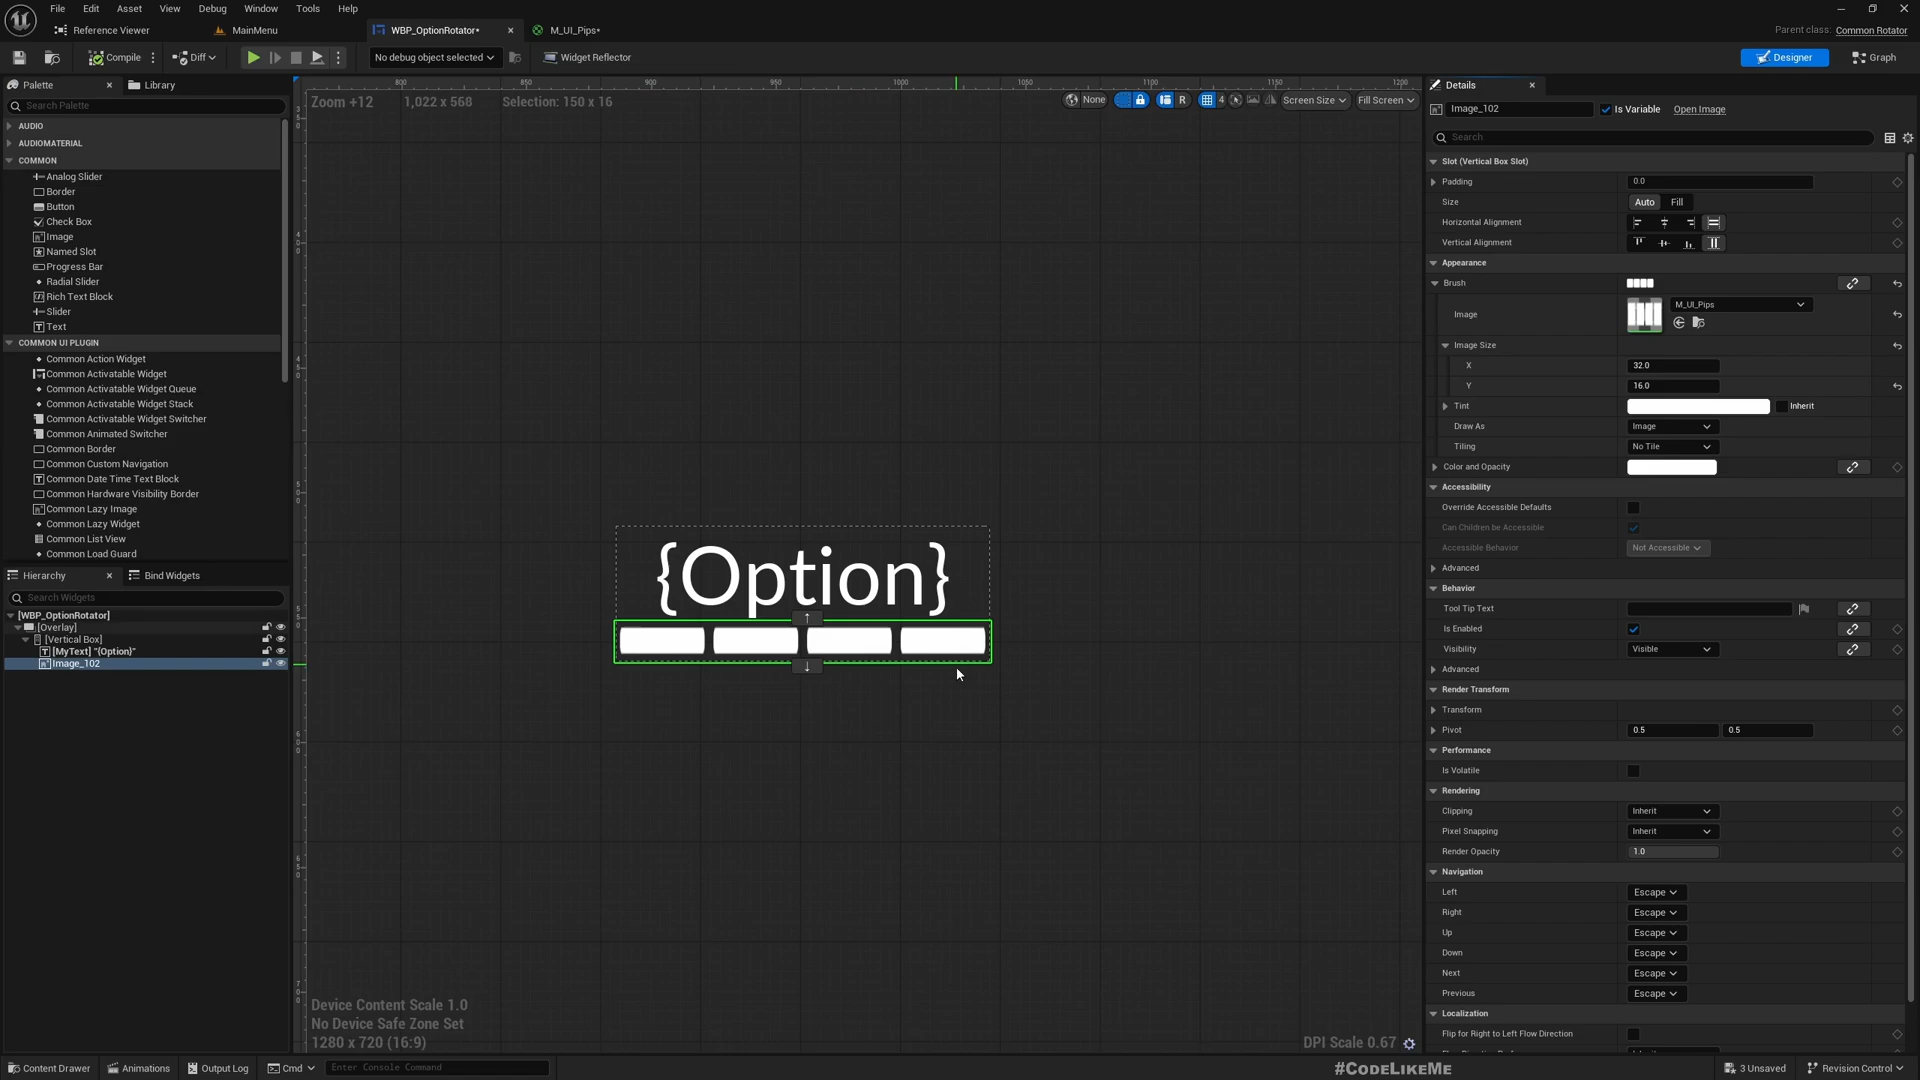 File Edit Asset View Debug Window Tools Help
Reference Viewer
MainMenu
WBP_OptionRotator*
M_UI_Pips*
Parent class: Common Rotator
Compile
Diff
No debug object selected
Widget Reflector
Designer
Graph
Palette
Library
Search Palette
AUDIO
AUDIOMATERIAL
COMMON
Analog Slider
Border
Button
Check Box
Image
Named Slot
Progress Bar
Radial Slider
Rich Text Block
Slider
Text
COMMON UI PLUGIN
Common Action Widget
Common Activatable Widget
Common Activatable Widget Queue
Common Activatable Widget Stack
Common Activatable Widget Switcher
Common Animated Switcher
Common Border
Common Custom Navigation
Common Date Time Text Block
Common Hardware Visibility Border
Common Lazy Image
Common Lazy Widget
Common List View
Common Load Guard
Hierarchy
Bind Widgets
Search Widgets
[WBP_OptionRotator]
[Overlay]
[Vertical Box]
[MyText] "{Option}"
Image_102
800 850 900 950 1000 1050 1100 1150 1200
Zoom +12
1,022 x 568
Selection: 150 x 16
None
R
4
Screen Size
Fill Screen
{Option}
Device Content Scale 1.0
No Device Safe Zone Set
1280 x 720 (16:9)
DPI Scale 0.67
Details
Image_102
Is Variable
Open Image
Search
Slot (Vertical Box Slot)
Padding 0.0
Size Auto Fill
Horizontal Alignment
Vertical Alignment
Appearance
Brush
Image
M_UI_Pips
Image Size
X 32.0
Y 16.0
Tint
Inherit
Draw As Image
Tiling No Tile
Color and Opacity
Accessibility
Override Accessible Defaults
Can Children be Accessible
Accessible Behavior Not Accessible
Advanced
Behavior
Tool Tip Text
Is Enabled
Visibility Visible
Advanced
Render Transform
Transform
Pivot 0.5 0.5
Performance
Is Volatile
Rendering
Clipping Inherit
Pixel Snapping Inherit
Render Opacity 1.0
Navigation
Left Escape
Right Escape
Up Escape
Down Escape
Next Escape
Previous Escape
Localization
Flip for Right to Left Flow Direction
Content Drawer
Animations
Output Log
Cmd
Enter Console Command
#CODELIKEME
3 Unsaved
Revision Control